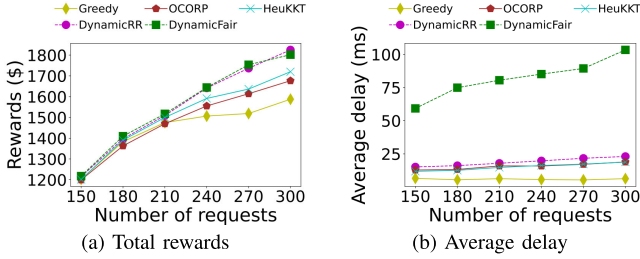 Greedy OCORP HeuKKT
DynamicRR DynamicFair
Rewards ($)
1800
1700
1600
1500
1400
1300
1200
150 180 210 240 270 300
Number of requests
(a) Total rewards
Greedy OCORP HeuKKT
DynamicRR DynamicFair
Average delay (ms)
100
75
50
25
150 180 210 240 270 300
Number of requests
(b) Average delay